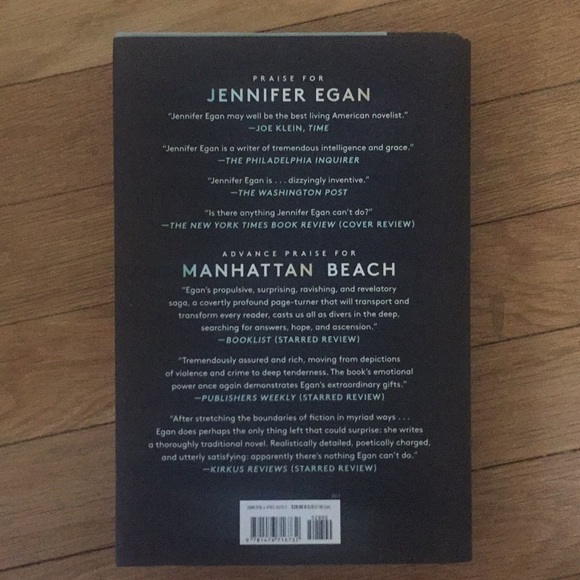 PRAISE FOR
JENNIFER EGAN
“Jennifer Egan may well be the best living American novelist.”
—JOE KLEIN, TIME
“Jennifer Egan is a writer of tremendous intelligence and grace.”
—THE PHILADELPHIA INQUIRER
“Jennifer Egan is . . . dizzyingly inventive.”
—THE WASHINGTON POST
“Is there anything Jennifer Egan can’t do?”
—THE NEW YORK TIMES BOOK REVIEW (COVER REVIEW)
ADVANCE PRAISE FOR
MANHATTAN BEACH
“Egan’s propulsive, surprising, ravishing, and revelatory
saga, a covertly profound page-turner that will transport and
transform every reader, casts us all as divers in the deep,
searching for answers, hope, and ascension.”
—BOOKLIST (STARRED REVIEW)
“Tremendously assured and rich, moving from depictions
of violence and crime to deep tenderness. The book’s emotional
power once again demonstrates Egan’s extraordinary gifts.”
—PUBLISHERS WEEKLY (STARRED REVIEW)
“After stretching the boundaries of fiction in myriad ways . . .
Egan does perhaps the only thing left that could surprise: she writes
a thoroughly traditional novel. Realistically detailed, poetically charged,
and utterly satisfying: apparently there’s nothing Egan can’t do.”
—KIRKUS REVIEWS (STARRED REVIEW)
52800
9 781476 716732